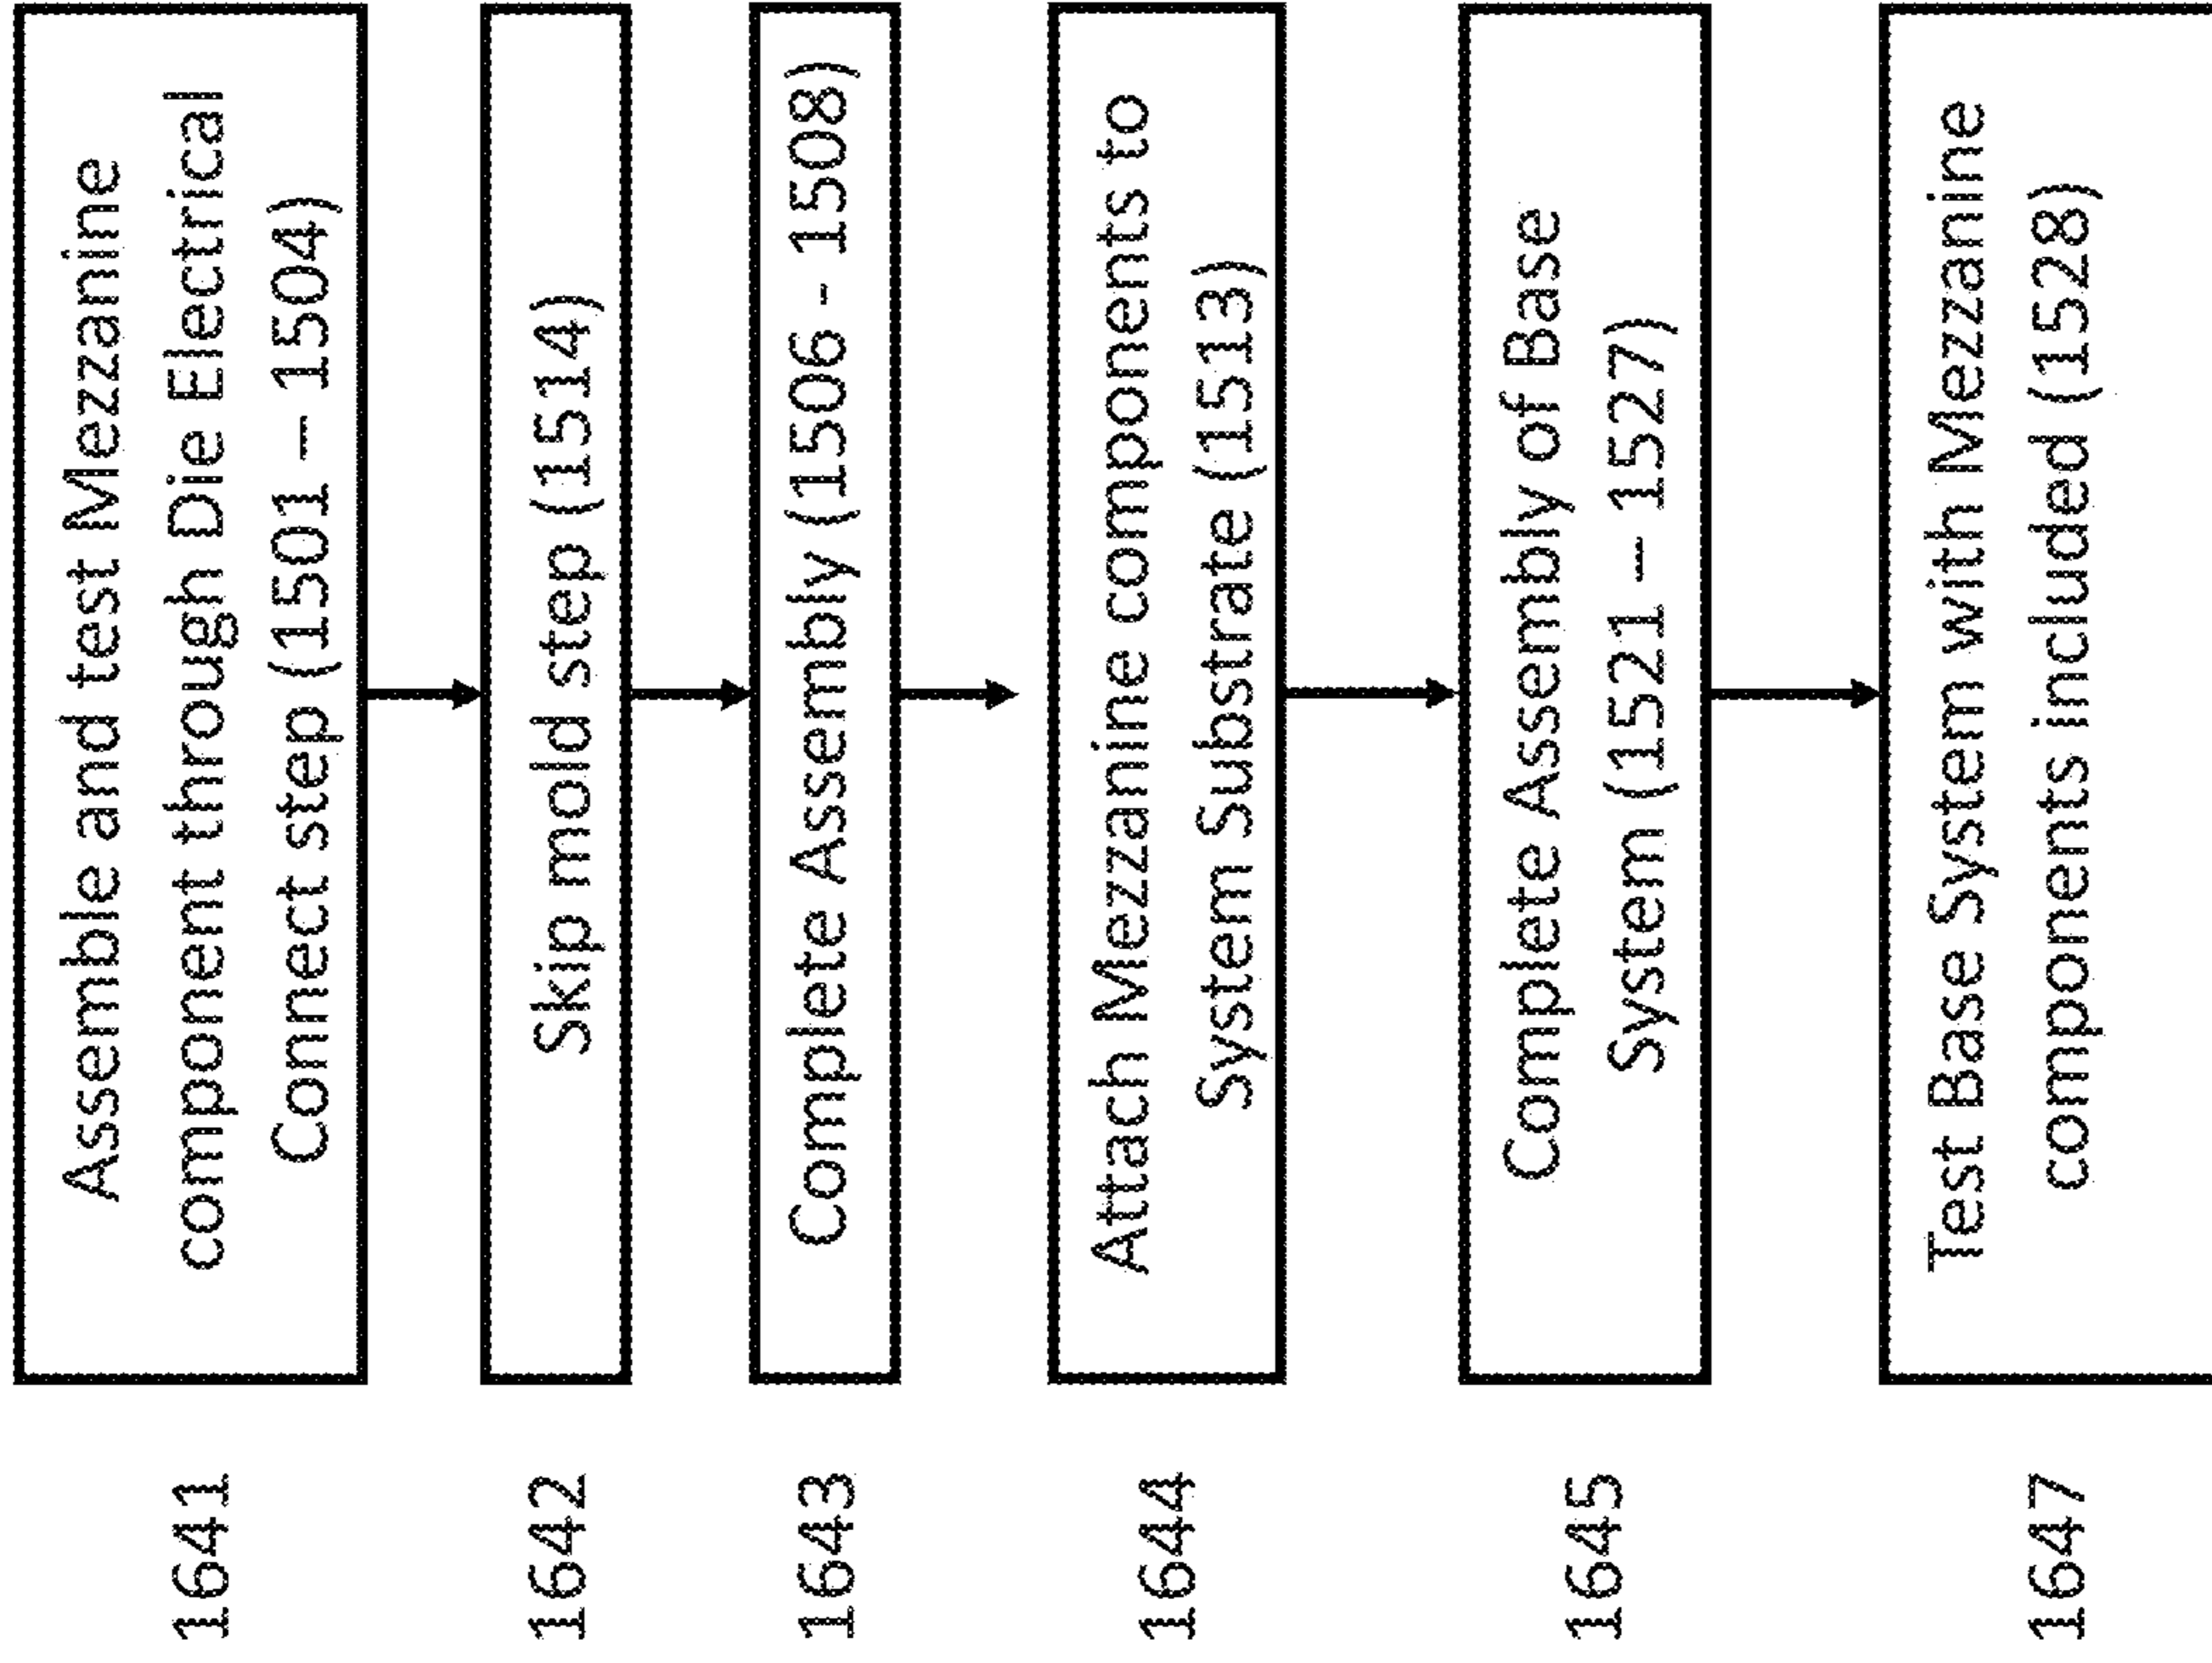 1641
Assemble and test Mezzanine
component through Die Electrical
Connect step (1501 – 1504)
1642
Skip mold step (1514)
1643
Complete Assembly (1506 - 1508)
1644
Attach Mezzanine components to
System Substrate (1513)
1645
Complete Assembly of Base
System (1521 – 1527)
1647
Test Base System with Mezzanine
components included (1528)